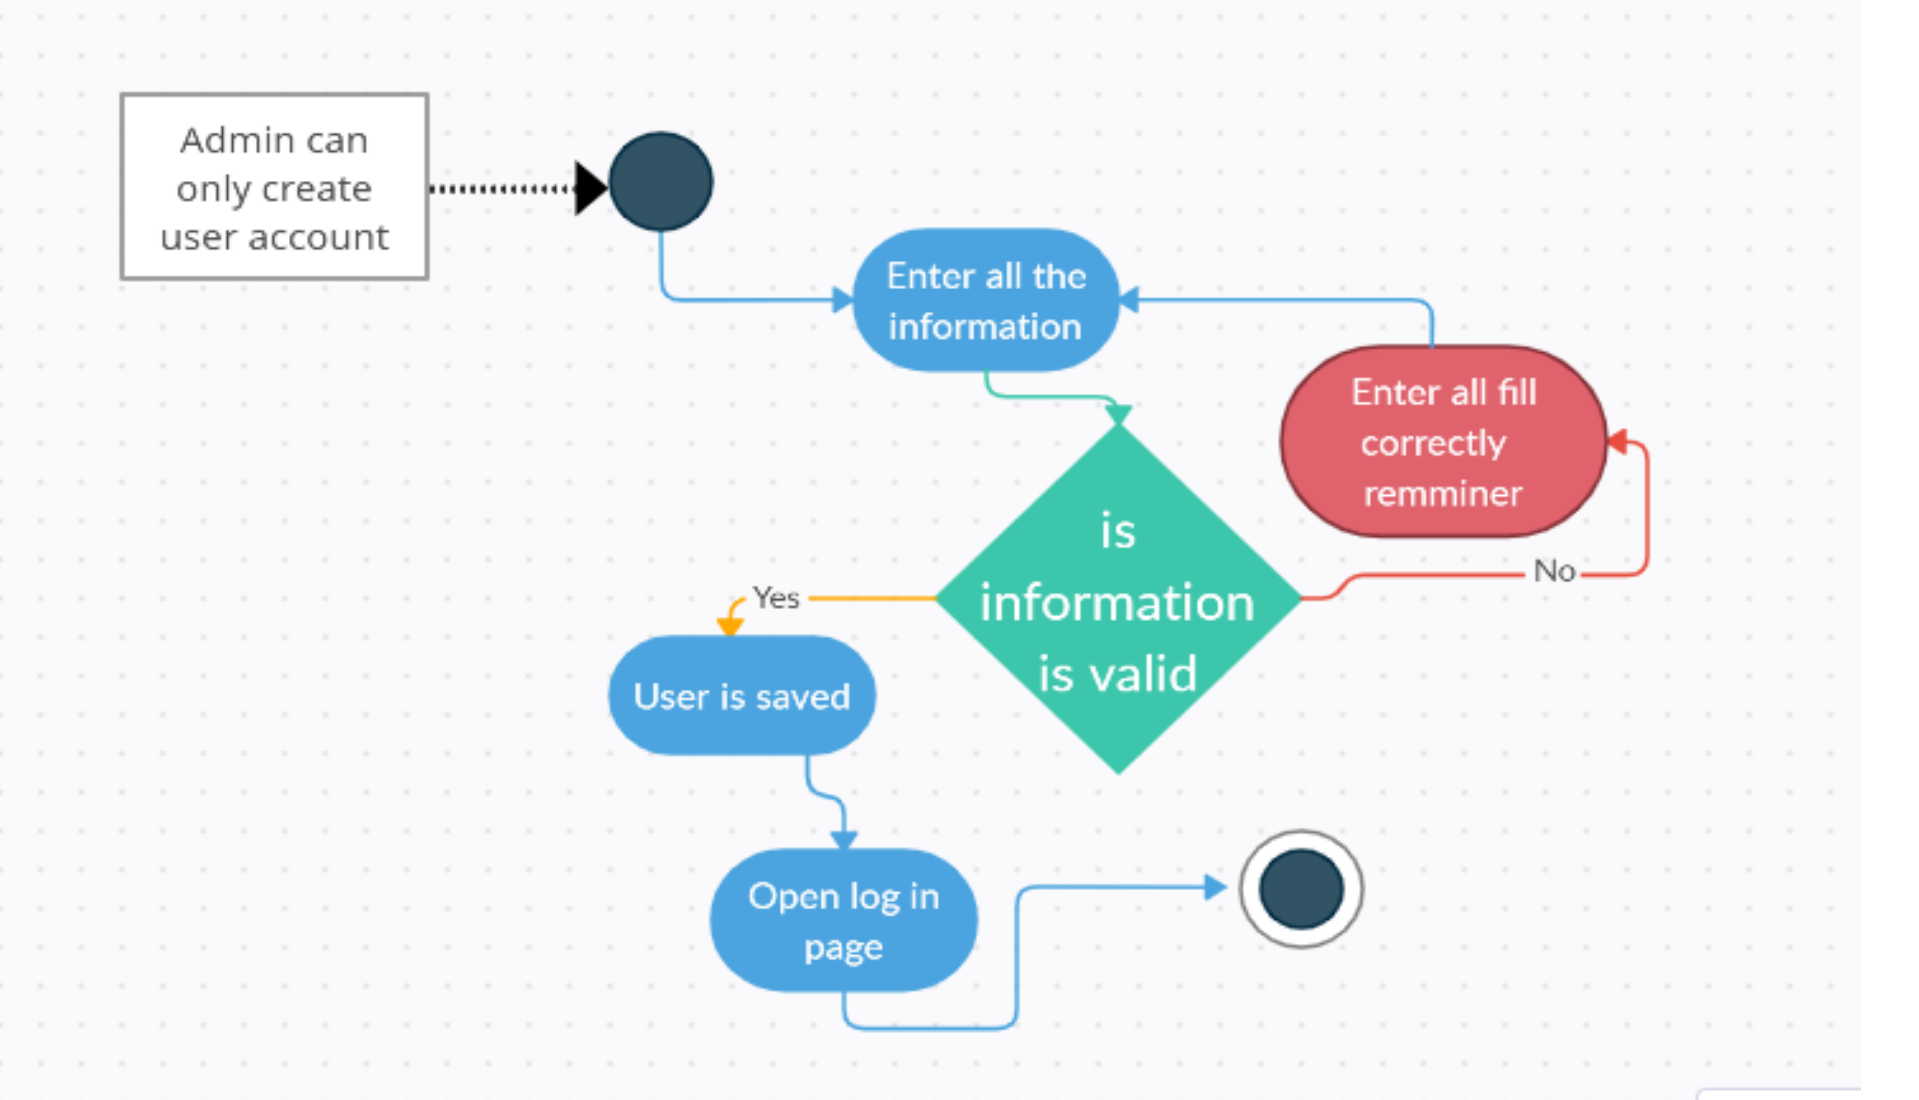 Admin can
only create
user account
Enter all the
information
Enter all fill
correctly
remminer
is
information
is valid
No
Yes
User is saved
Open log in
page